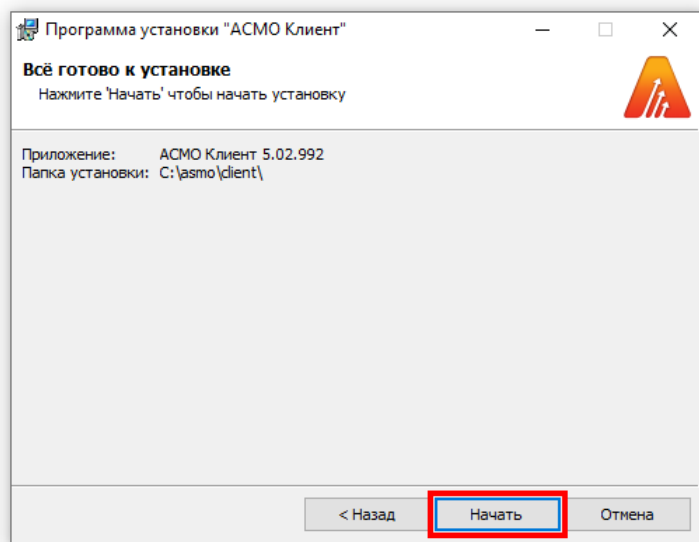 Программа установки "АСМО Клиент"
Всё готово к установке
Нажмите 'Начать' чтобы начать установку
Приложение: АСМО Клиент 5.02.992
Папка установки: C:\asmo\client\
< Назад Начать Отмена